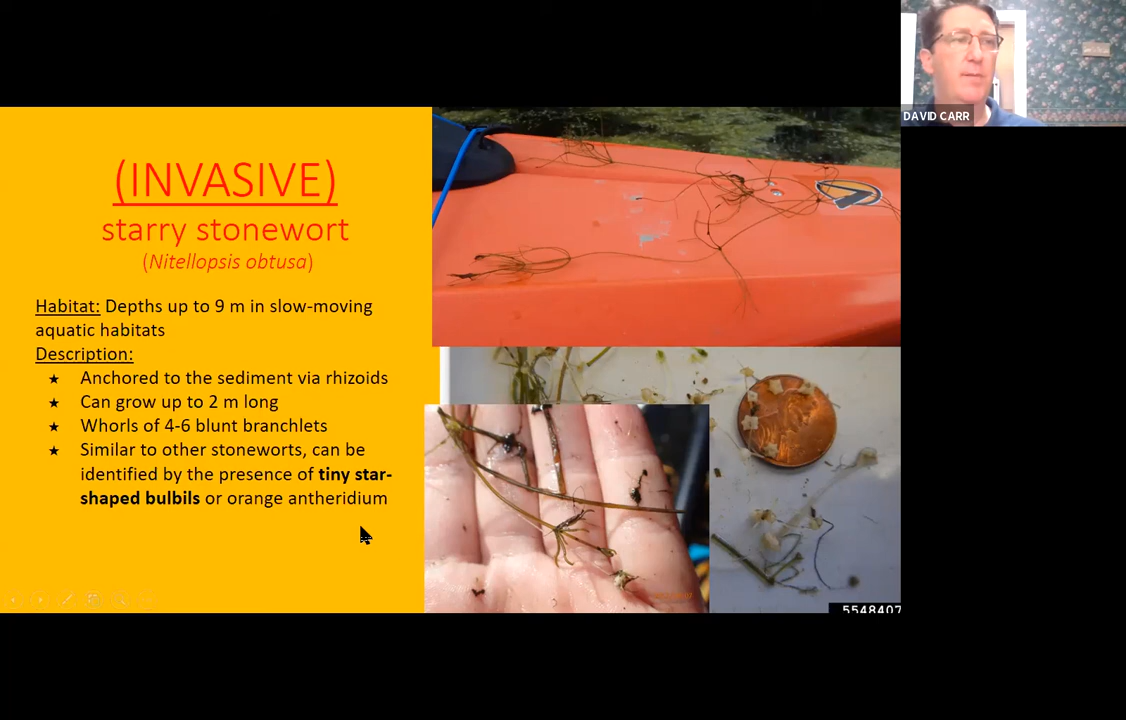 DAVID CARR
(INVASIVE)
starry stonewort
(Nitellopsis obtusa)
Habitat: Depths up to 9 m in slow-moving
aquatic habitats
Description:
★ Anchored to the sediment via rhizoids
★ Can grow up to 2 m long
★ Whorls of 4-6 blunt branchlets
★ Similar to other stoneworts, can be
identified by the presence of tiny star-
shaped bulbils or orange antheridium
5548407